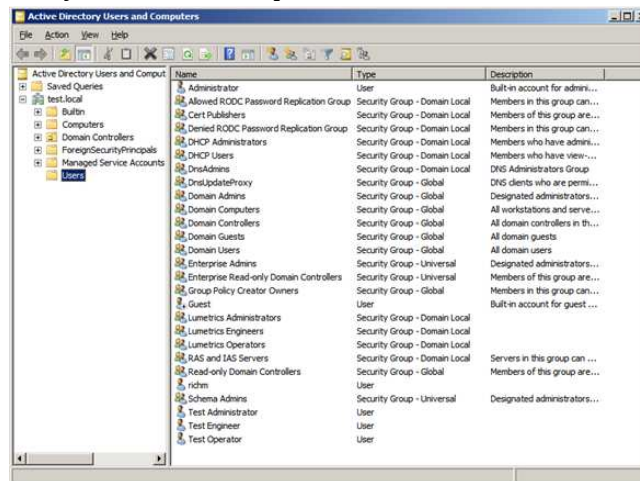 Active Directory Users and Computers
File Action View Help
Active Directory Users and Comput
Saved Queries
test.local
Builtin
Computers
Domain Controllers
ForeignSecurityPrincipals
Managed Service Accounts
Users
Name Type Description
Administrator User Built-in account for admini...
Allowed RODC Password Replication Group Security Group - Domain Local Members in this group can...
Cert Publishers Security Group - Domain Local Members of this group are...
Denied RODC Password Replication Group Security Group - Domain Local Members in this group can...
DHCP Administrators Security Group - Domain Local Members who have admini...
DHCP Users Security Group - Domain Local Members who have view-...
DnsAdmins Security Group - Domain Local DNS Administrators Group
DnsUpdateProxy Security Group - Global DNS clients who are permi...
Domain Admins Security Group - Global Designated administrators...
Domain Computers Security Group - Global All workstations and serve...
Domain Controllers Security Group - Global All domain controllers in th...
Domain Guests Security Group - Global All domain guests
Domain Users Security Group - Global All domain users
Enterprise Admins Security Group - Universal Designated administrators...
Enterprise Read-only Domain Controllers Security Group - Universal Members of this group are...
Group Policy Creator Owners Security Group - Global Members in this group can...
Guest User Built-in account for guest ...
Lumetrics Administrators Security Group - Domain Local
Lumetrics Engineers Security Group - Domain Local
Lumetrics Operators Security Group - Domain Local
RAS and IAS Servers Security Group - Domain Local Servers in this group can ...
Read-only Domain Controllers Security Group - Global Members of this group are...
richm User
Schema Admins Security Group - Universal Designated administrators...
Test Administrator User
Test Engineer User
Test Operator User